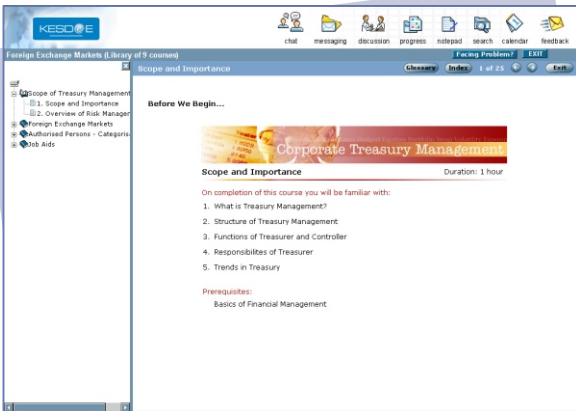 KESDEE
chat messaging discussion progress notepad search calendar feedback
Foreign Exchange Markets (Library of 9 courses)
Facing Problem? EXIT
Scope and Importance
Glossary Index 1 of 25 Exit
Scope of Treasury Management
1. Scope and Importance
2. Overview of Risk Manager
Foreign Exchange Markets
Authorised Persons - Categoris
Job Aids
Before We Begin...
Corporate Treasury Management
Scope and Importance
Duration: 1 hour
On completion of this course you will be familiar with:
1. What is Treasury Management?
2. Structure of Treasury Management
3. Functions of Treasurer and Controller
4. Responsibilites of Treasurer
5. Trends in Treasury
Prerequisites:
Basics of Financial Management